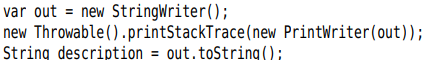 var out = new StringWriter();
new Throwable().printStackTrace(new PrintWriter(out));
String description = out.toString();